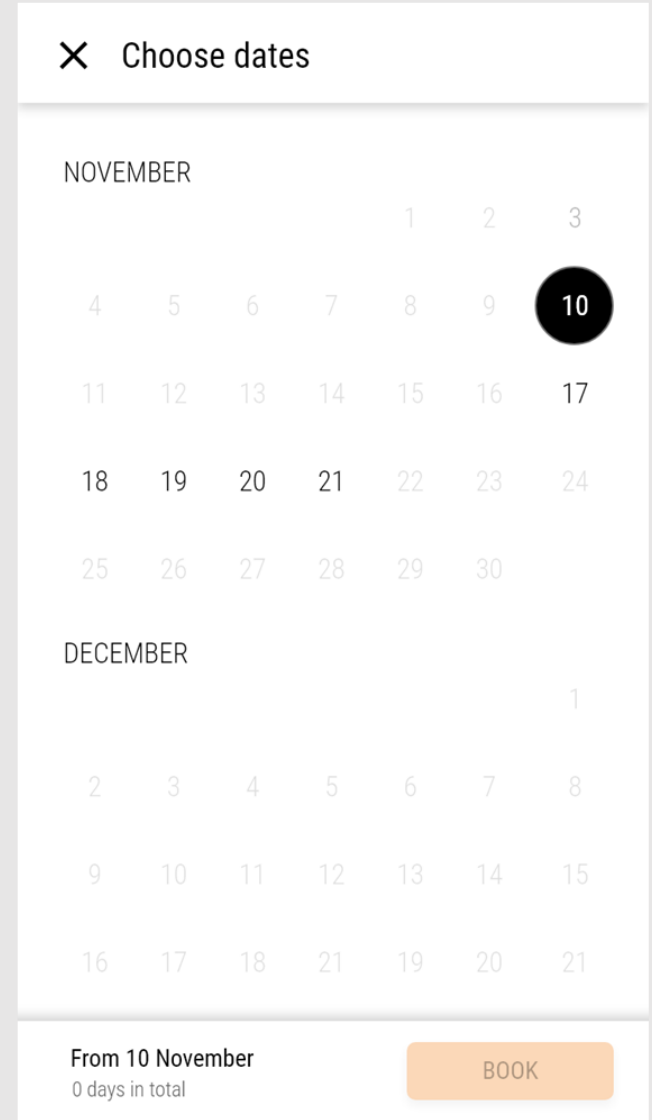 Choose dates
NOVEMBER
1 2 3
4 5 6 7 8 9 10
11 12 13 14 15 16 17
18 19 20 21 22 23 24
25 26 27 28 29 30
DECEMBER
1
2 3 4 5 6 7 8
9 10 11 12 13 14 15
16 17 18 21 19 20 21
From 10 November
0 days in total
BOOK